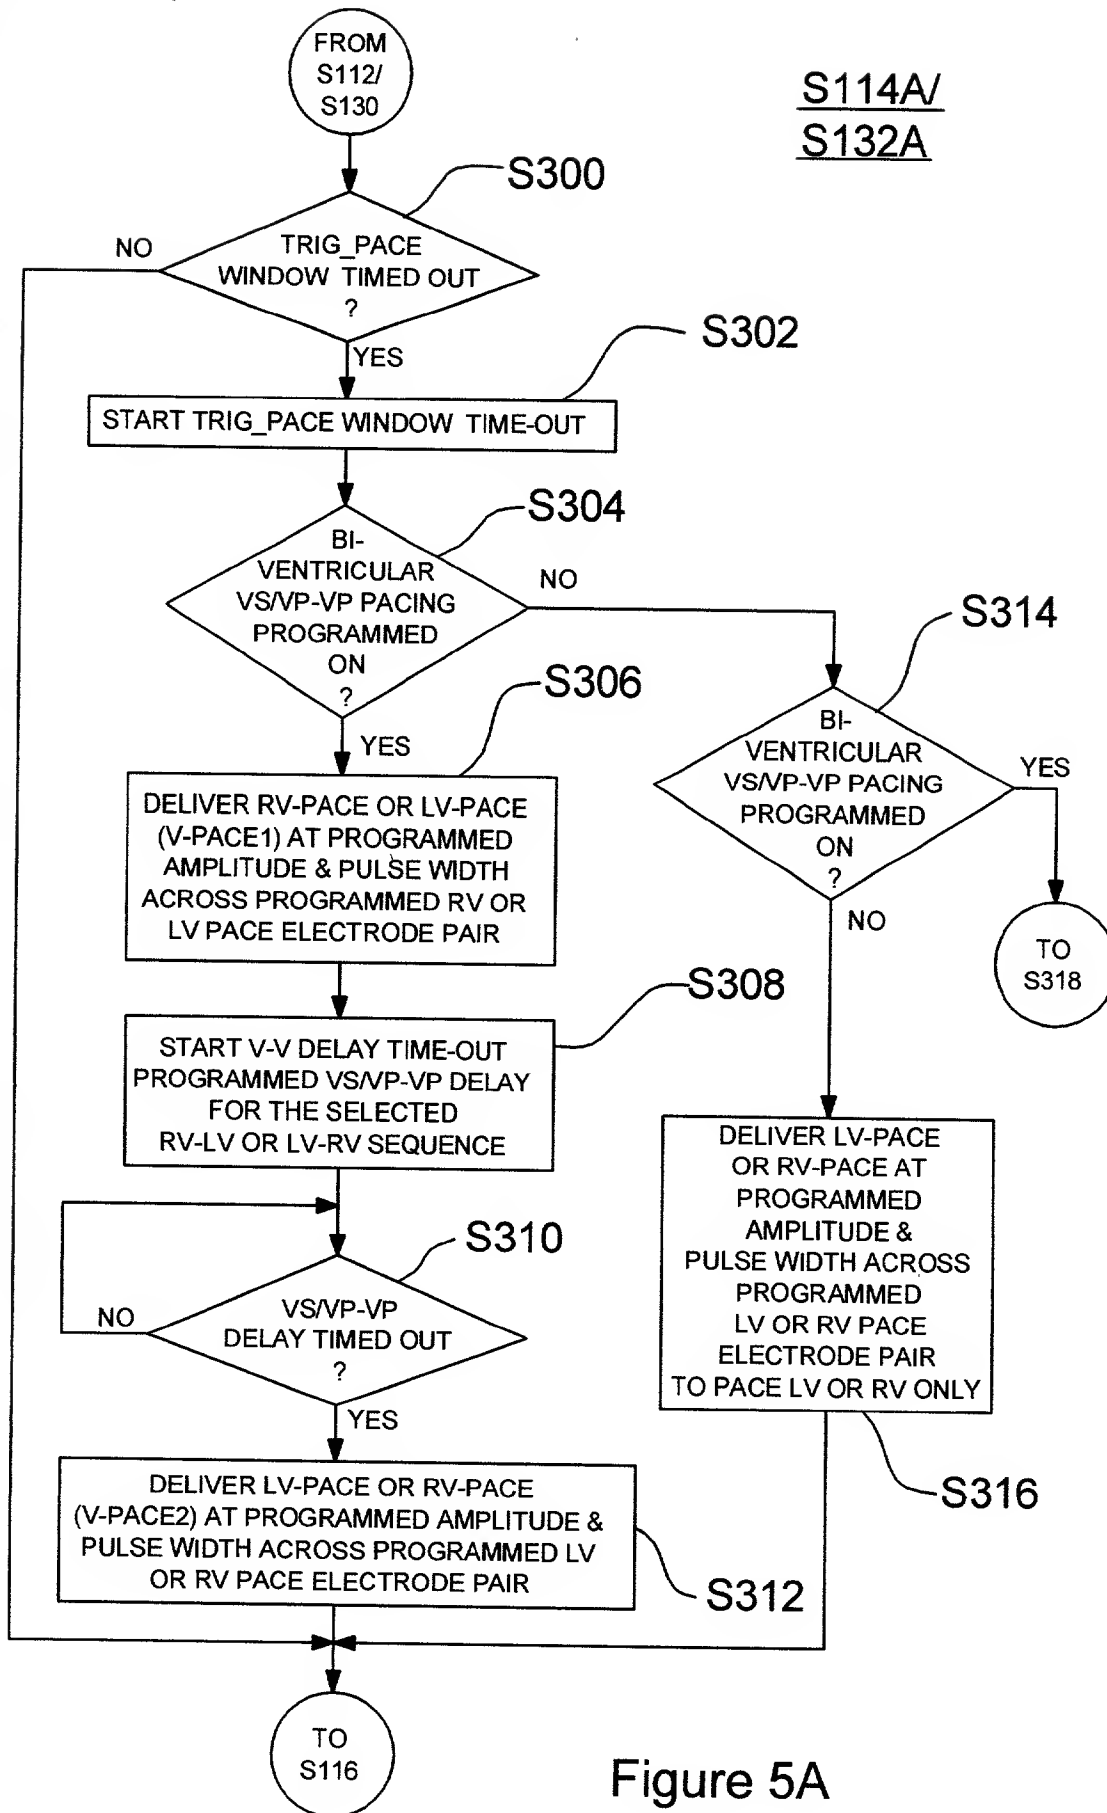 FROM
S112/
S130
S114A/
S132A
S300
NO
TRIG_PACE
WINDOW TIMED OUT
?
S302
YES
START TRIG_PACE WINDOW TIME-OUT
S304
BI-
VENTRICULAR
VS/VP-VP PACING
PROGRAMMED
ON
?
NO
S314
S306
YES
BI-
VENTRICULAR
VS/VP-VP PACING
PROGRAMMED
ON
?
YES
DELIVER RV-PACE OR LV-PACE
(V-PACE1) AT PROGRAMMED
AMPLITUDE & PULSE WIDTH
ACROSS PROGRAMMED RV OR
LV PACE ELECTRODE PAIR
NO
TO
S318
S308
START V-V DELAY TIME-OUT
PROGRAMMED VS/VP-VP DELAY
FOR THE SELECTED
RV-LV OR LV-RV SEQUENCE
DELIVER LV-PACE
OR RV-PACE AT
PROGRAMMED
AMPLITUDE &
PULSE WIDTH ACROSS
PROGRAMMED
LV OR RV PACE
ELECTRODE PAIR
TO PACE LV OR RV ONLY
S310
NO
VS/VP-VP
DELAY TIMED OUT
?
YES
S316
DELIVER LV-PACE OR RV-PACE
(V-PACE2) AT PROGRAMMED AMPLITUDE &
PULSE WIDTH ACROSS PROGRAMMED LV
OR RV PACE ELECTRODE PAIR
S312
TO
S116
Figure 5A